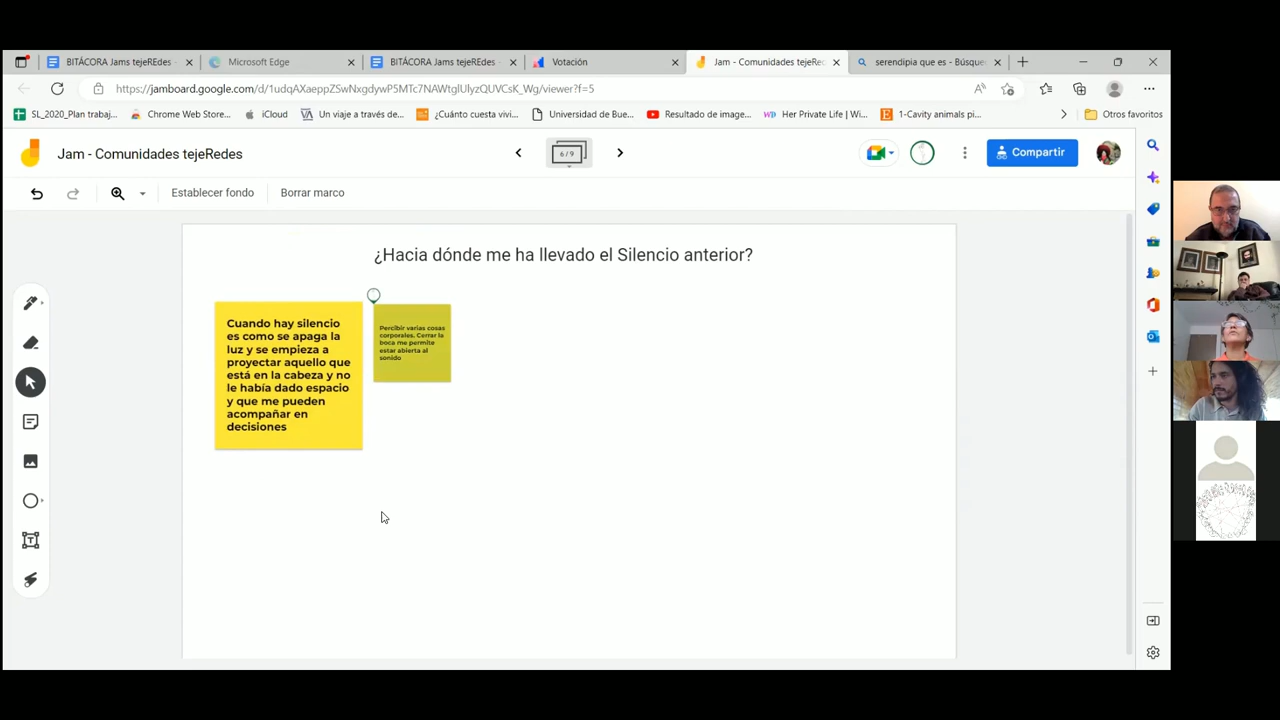 BITÁCORA Jams tejeREdes -
Microsoft Edge
BITÁCORA Jams tejeREdes -
Votación
Jam - Comunidades tejeRe
serendipia que es - Búsque
https://jamboard.google.com/d/1udqAXaeppZSwNxgdywP5MTc7NAWtglUlyzQUVCsK_Wg/viewer?f=5
SL_2020_Plan trabaj...
Chrome Web Store...
iCloud
Un viaje a través de...
¿Cuánto cuesta vivi...
Universidad de Bue...
Resultado de image...
Her Private Life | Wi...
1-Cavity animals pi...
Otros favoritos
Jam - Comunidades tejeRedes
6/9
Compartir
Establecer fondo
Borrar marco
¿Hacia dónde me ha llevado el Silencio anterior?
Cuando hay silencio
es como se apaga la
luz y se empieza a
proyectar aquello que
está en la cabeza y no
le había dado espacio
y que me pueden
acompañar en
decisiones
Percibir varias cosas
corporales. Cerrar la
boca me permite
estar abierta al
sonido